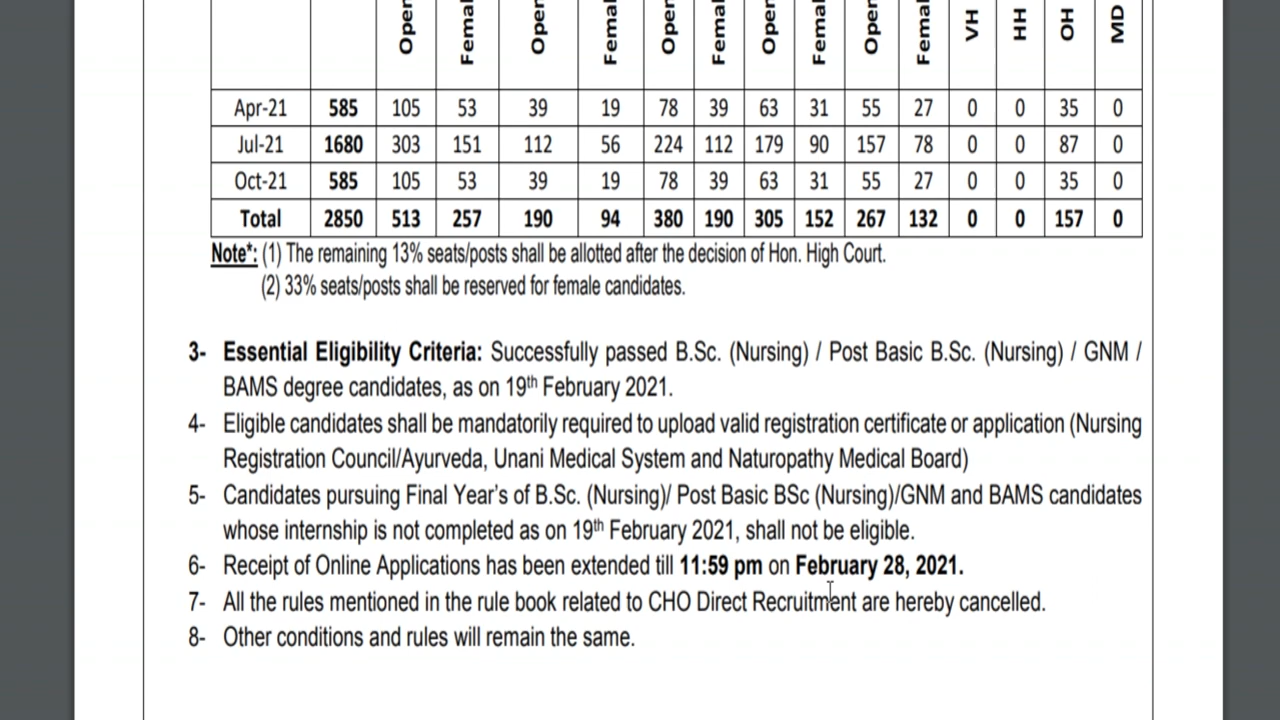 Open Femal Open Femal Open Femal Open Femal Open Femal VH HH OH MD
Apr-21 585 105 53 39 19 78 39 63 31 55 27 0 0 35 0
Jul-21 1680 303 151 112 56 224 112 179 90 157 78 0 0 87 0
Oct-21 585 105 53 39 19 78 39 63 31 55 27 0 0 35 0
Total 2850 513 257 190 94 380 190 305 152 267 132 0 0 157 0
Note*: (1) The remaining 13% seats/posts shall be allotted after the decision of Hon. High Court.
(2) 33% seats/posts shall be reserved for female candidates.
3- Essential Eligibility Criteria: Successfully passed B.Sc. (Nursing) / Post Basic B.Sc. (Nursing) / GNM /
BAMS degree candidates, as on 19th February 2021.
4- Eligible candidates shall be mandatorily required to upload valid registration certificate or application (Nursing
Registration Council/Ayurveda, Unani Medical System and Naturopathy Medical Board)
5- Candidates pursuing Final Year's of B.Sc. (Nursing)/ Post Basic BSc (Nursing)/GNM and BAMS candidates
whose internship is not completed as on 19th February 2021, shall not be eligible.
6- Receipt of Online Applications has been extended till 11:59 pm on February 28, 2021.
7- All the rules mentioned in the rule book related to CHO Direct Recruitment are hereby cancelled.
8- Other conditions and rules will remain the same.